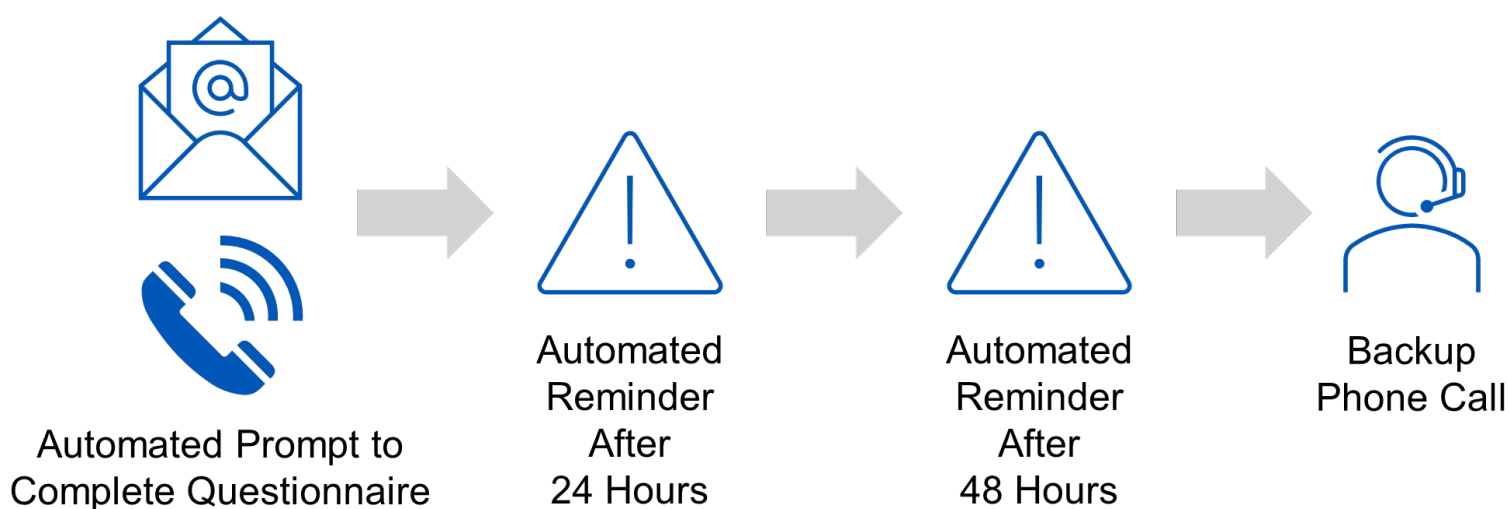 Automated Prompt to
Complete Questionnaire
Automated
Reminder
After
24 Hours
Automated
Reminder
After
48 Hours
Backup
Phone Call